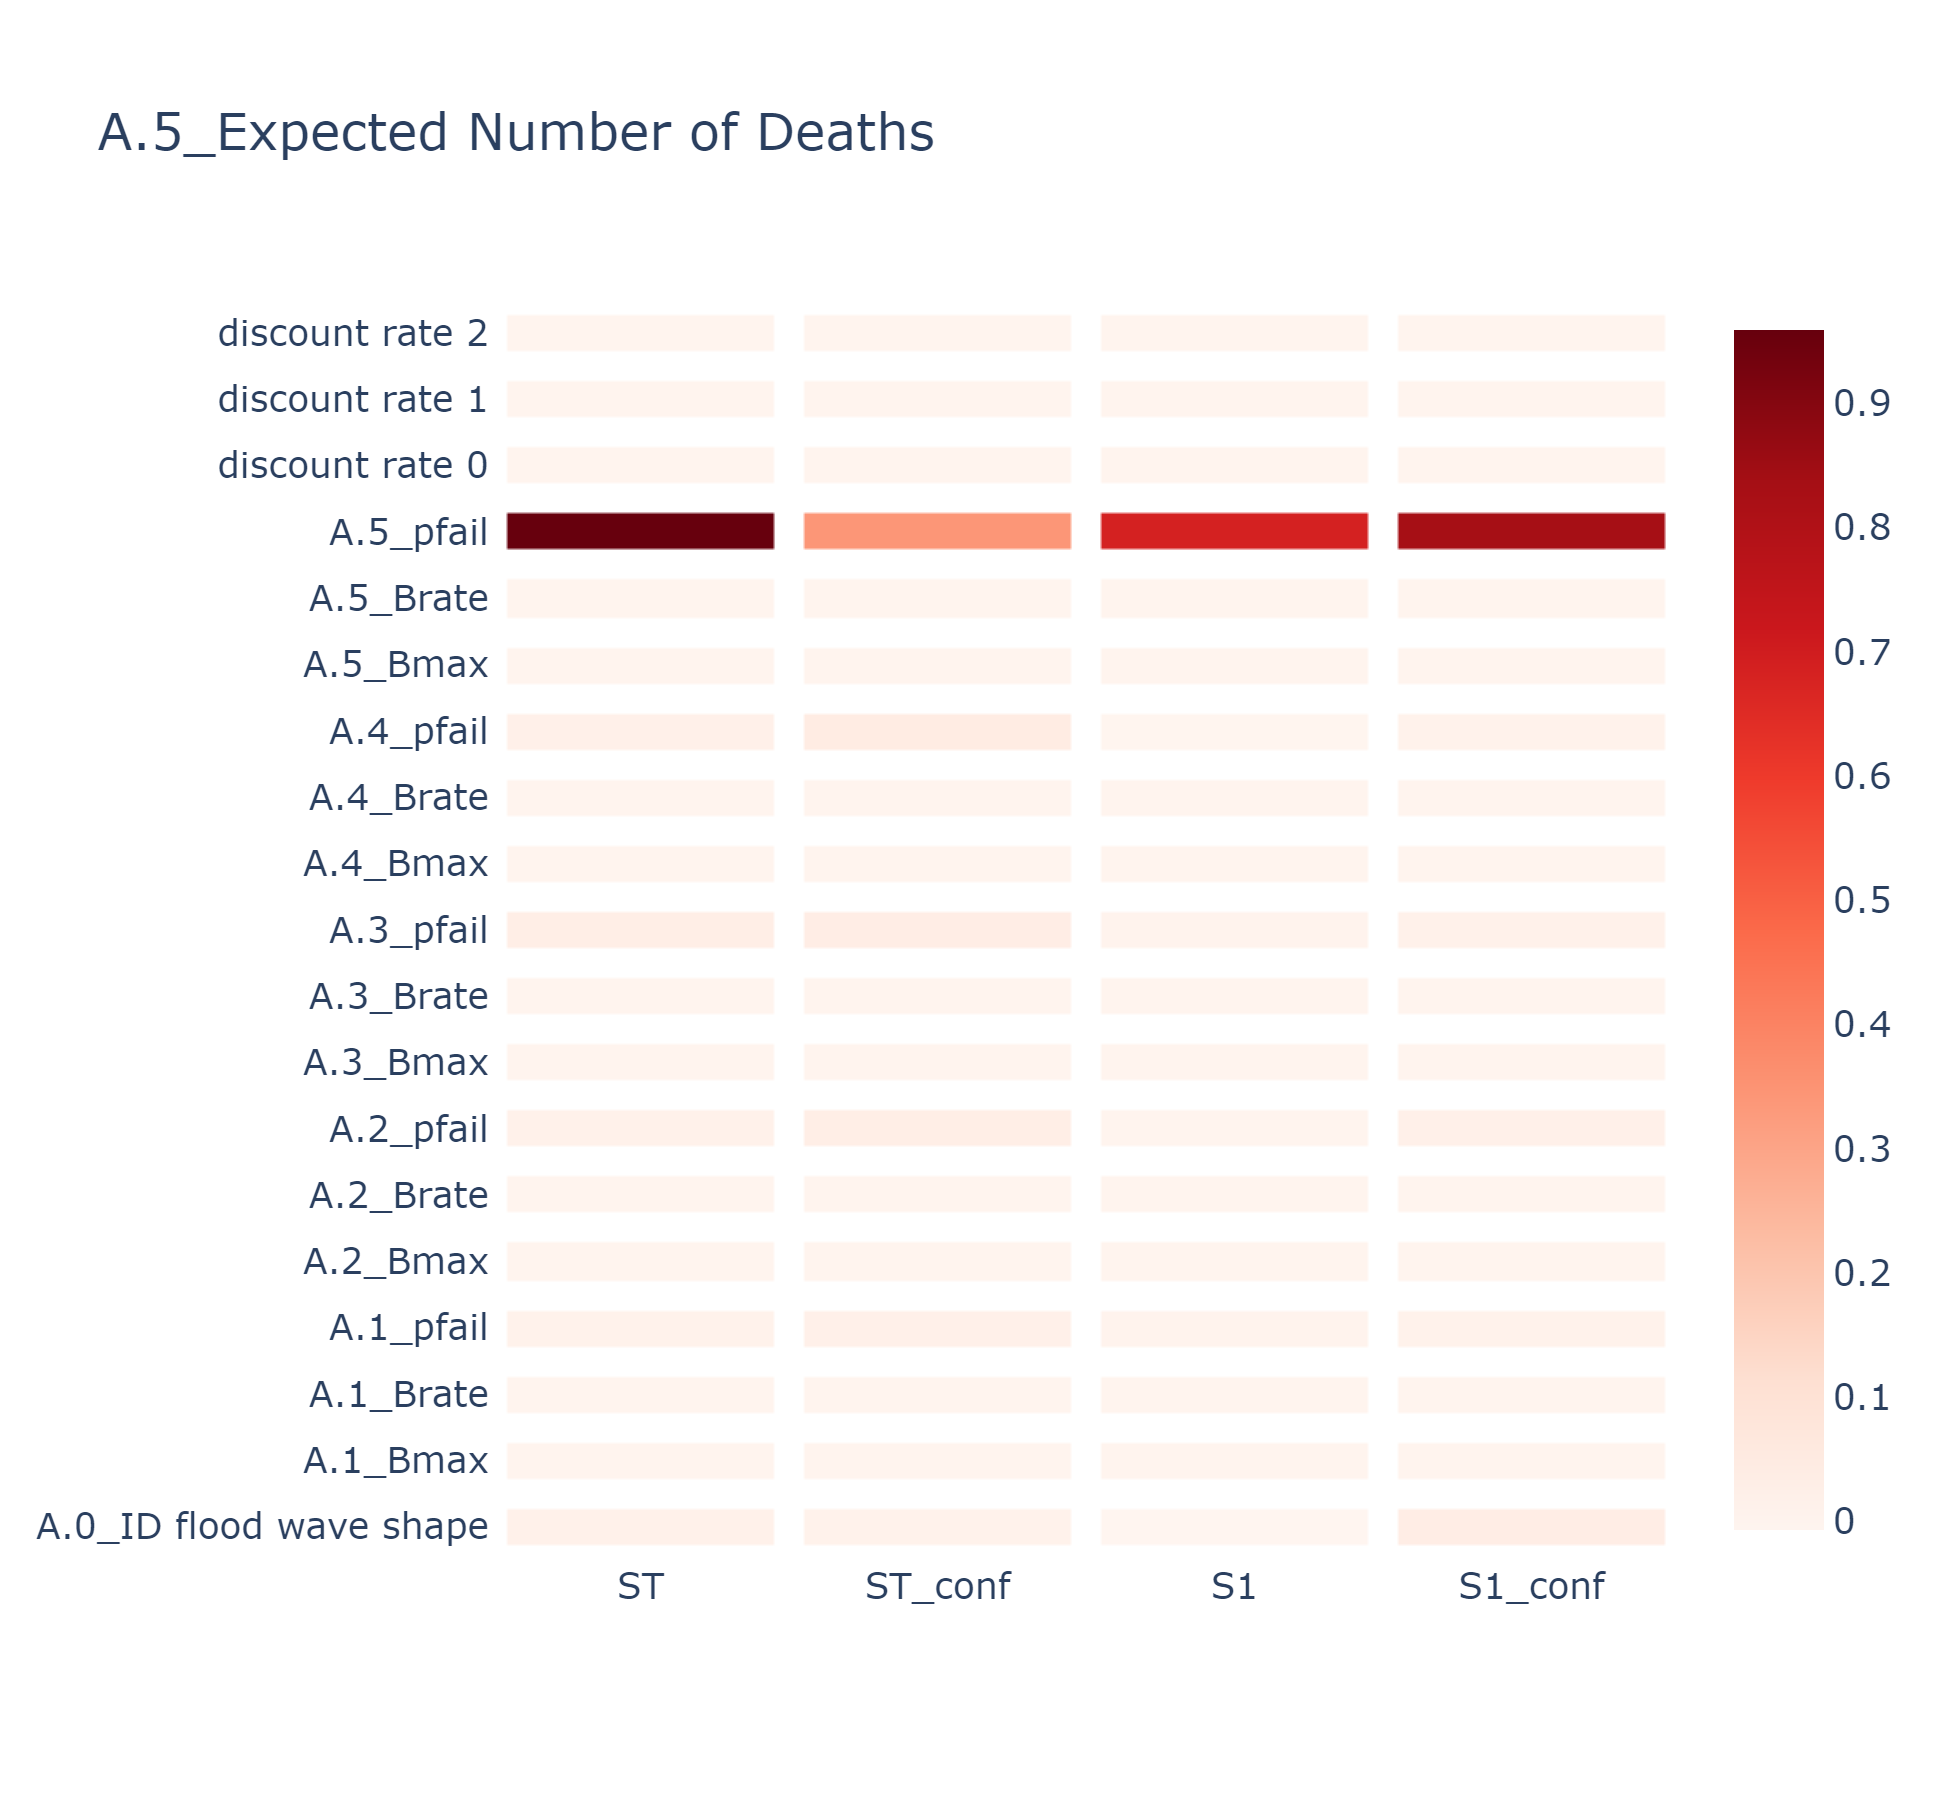 A.5_Expected Number of Deaths
discount rate 2
discount rate 1
discount rate 0
A.5_pfail
A.5_Brate
A.5_Bmax
A.4_pfail
A.4_Brate
A.4_Bmax
A.3_pfail
A.3_Brate
A.3_Bmax
A.2_pfail
A.2_Brate
A.2_Bmax
A.1_pfail
A.1_Brate
A.1_Bmax
A.0_ID flood wave shape
ST ST_conf S1 S1_conf
0.9
0.8
0.7
0.6
0.5
0.4
0.3
0.2
0.1
0